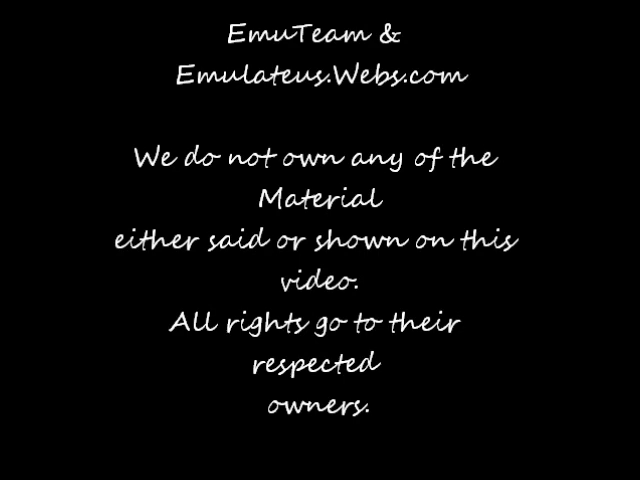 EmuTeam &
Emulateus.Webs.com
We do not own any of the
Material
either said or shown on this
video.
All rights go to their
respected
owners.